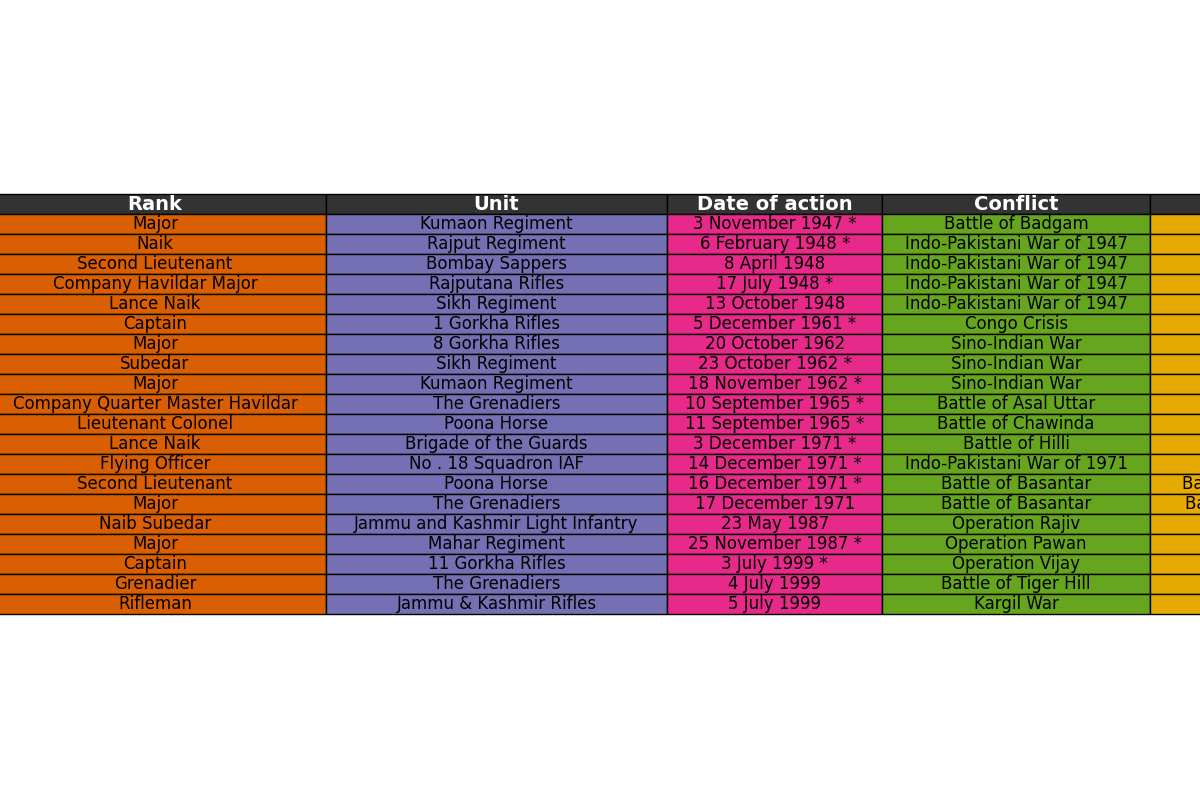 Rank Unit Date of action Conflict
Major Kumaon Regiment 3 November 1947 * Battle of Badgam
Naik Rajput Regiment 6 February 1948 * Indo-Pakistani War of 1947
Second Lieutenant Bombay Sappers 8 April 1948 Indo-Pakistani War of 1947
Company Havildar Major Rajputana Rifles 17 July 1948 * Indo-Pakistani War of 1947
Lance Naik Sikh Regiment 13 October 1948 Indo-Pakistani War of 1947
Captain 1 Gorkha Rifles 5 December 1961 * Congo Crisis
Major 8 Gorkha Rifles 20 October 1962 Sino-Indian War
Subedar Sikh Regiment 23 October 1962 * Sino-Indian War
Major Kumaon Regiment 18 November 1962 * Sino-Indian War
Company Quarter Master Havildar The Grenadiers 10 September 1965 * Battle of Asal Uttar
Lieutenant Colonel Poona Horse 11 September 1965 * Battle of Chawinda
Lance Naik Brigade of the Guards 3 December 1971 * Battle of Hilli
Flying Officer No . 18 Squadron IAF 14 December 1971 * Indo-Pakistani War of 1971
Second Lieutenant Poona Horse 16 December 1971 * Battle of Basantar
Major The Grenadiers 17 December 1971 Battle of Basantar
Naib Subedar Jammu and Kashmir Light Infantry 23 May 1987 Operation Rajiv
Major Mahar Regiment 25 November 1987 * Operation Pawan
Captain 11 Gorkha Rifles 3 July 1999 * Operation Vijay
Grenadier The Grenadiers 4 July 1999 Battle of Tiger Hill
Rifleman Jammu & Kashmir Rifles 5 July 1999 Kargil War